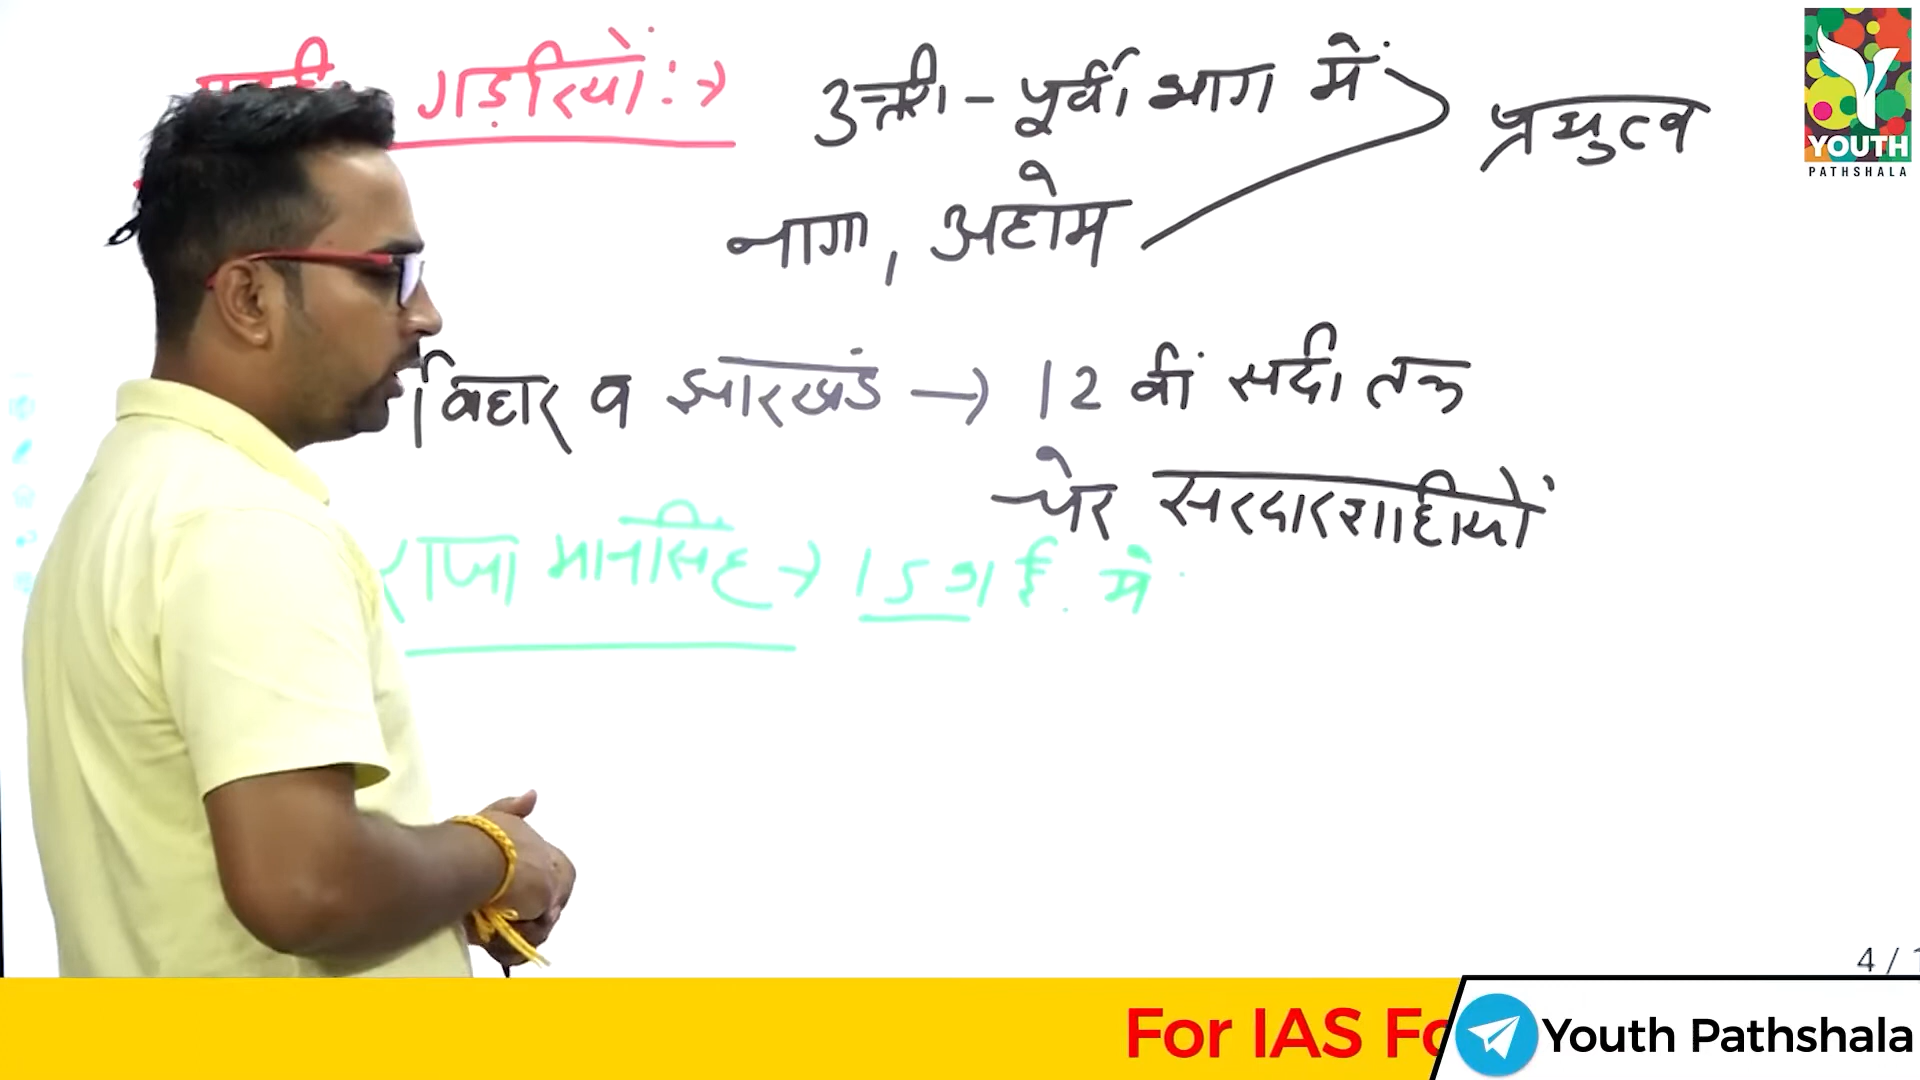 गड़रियों :→ उत्तरी - पूर्वी भाग में
प्रभुत्व
नागा, अहोम
बिहार व झारखंड → 12 वीं सदी तक
चेर सरदारशाहीयों
राजा मानसिंह → 1591 ई. में
YOUTH
PATHSHALA
4 / 1
For IAS Fo
Youth Pathshala